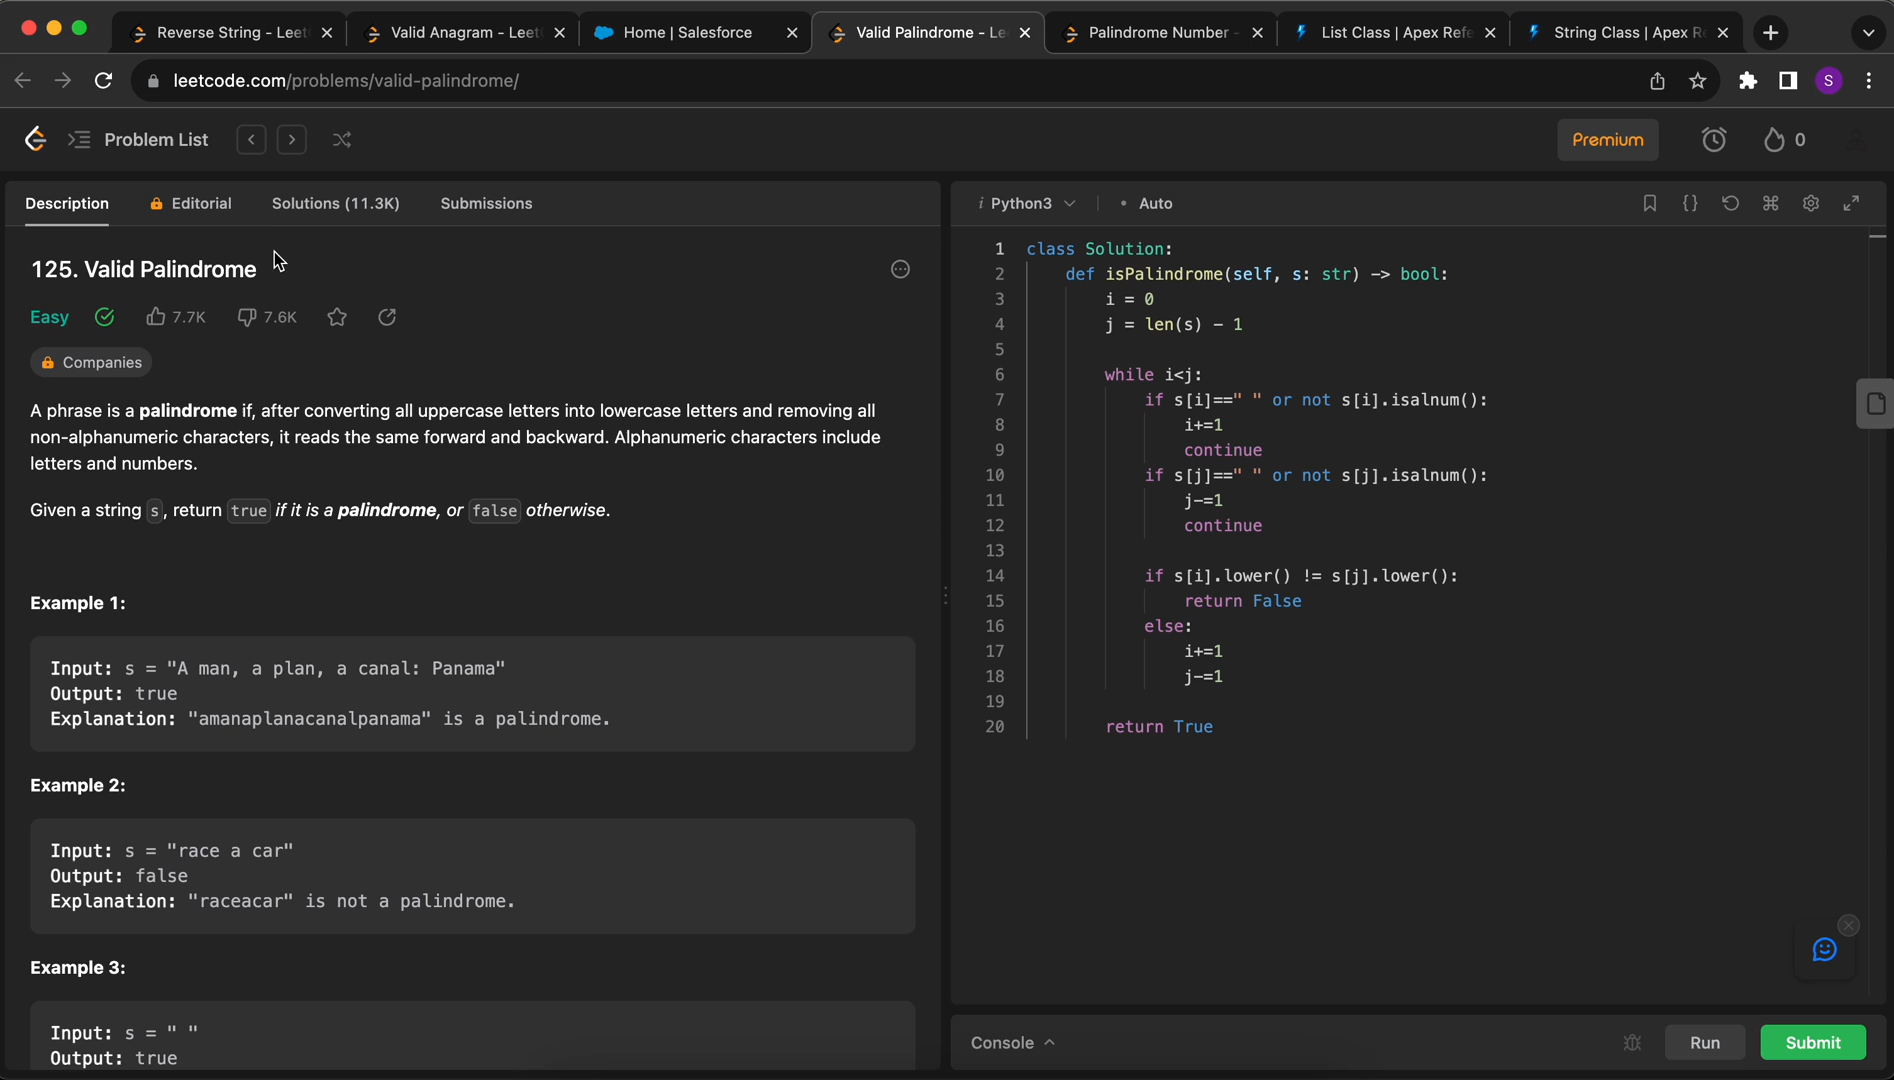 Reverse String - Leet
Valid Anagram - Leet
Home | Salesforce
Valid Palindrome - Le
Palindrome Number -
List Class | Apex Refe
String Class | Apex R
leetcode.com/problems/valid-palindrome/
S
Problem List
Premium
0
Description
Editorial
Solutions (11.3K)
Submissions
125. Valid Palindrome
Easy
7.7K
7.6K
Companies
A phrase is a palindrome if, after converting all uppercase letters into lowercase letters and removing all
non-alphanumeric characters, it reads the same forward and backward. Alphanumeric characters include
letters and numbers.
Given a string s, return true if it is a palindrome, or false otherwise.
Example 1:
Input: s = "A man, a plan, a canal: Panama"
Output: true
Explanation: "amanaplanacanalpanama" is a palindrome.
Example 2:
Input: s = "race a car"
Output: false
Explanation: "raceacar" is not a palindrome.
Example 3:
Input: s = " "
Output: true
i Python3
• Auto
1 class Solution:
2 def isPalindrome(self, s: str) -> bool:
3 i = 0
4 j = len(s) - 1
5
6 while i<j:
7 if s[i]==" " or not s[i].isalnum():
8 i+=1
9 continue
10 if s[j]==" " or not s[j].isalnum():
11 j-=1
12 continue
13
14 if s[i].lower() != s[j].lower():
15 return False
16 else:
17 i+=1
18 j-=1
19
20 return True
Console
Run
Submit